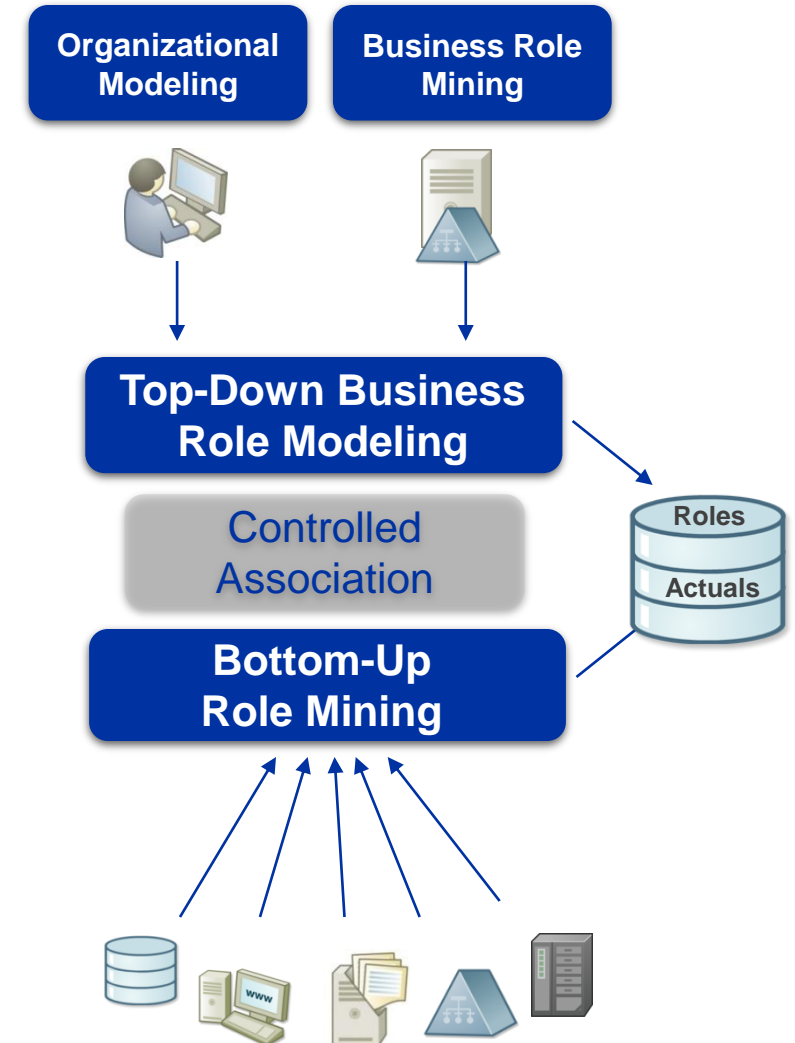 Organizational
Modeling
Business Role
Mining
Top-Down Business
Role Modeling
Controlled
Association
Roles
Actuals
Bottom-Up
Role Mining
www